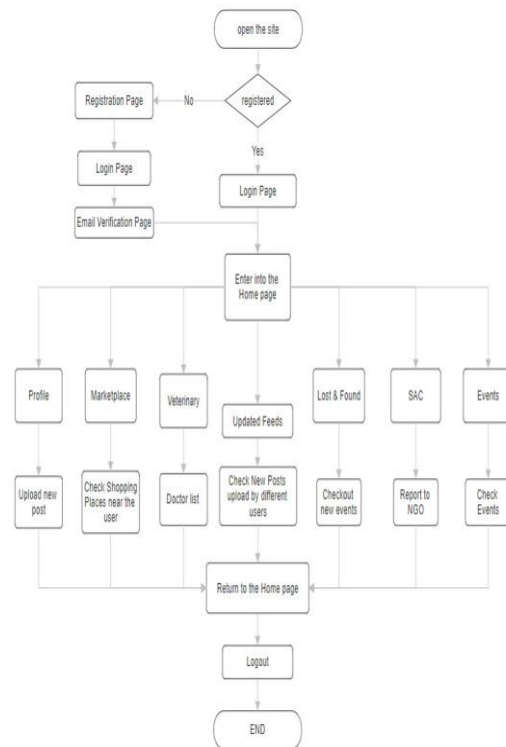 open the site
registered
No
Registration Page
Yes
Login Page
Login Page
Email Verification Page
Enter into the
Home page
Profile
Marketplace
Veterinary
Updated Feeds
Lost & Found
SAC
Events
Upload new
post
Check Shopping
Places near the
user
Doctor list
Check New Posts
upload by different
users
Checkout
new events
Report to
NGO
Check
Events
Return to the Home page
Logout
END